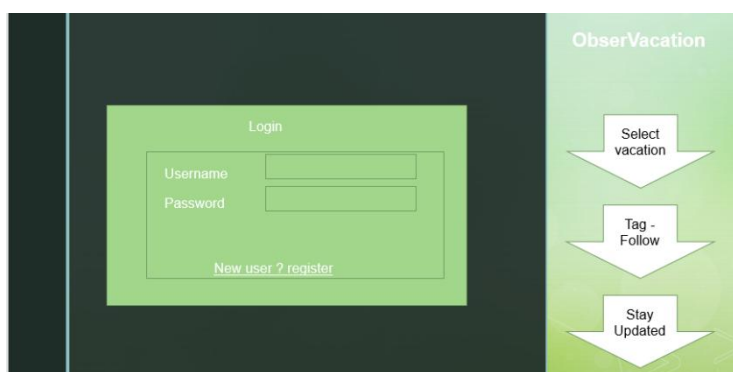 ObserVacation
Login
Username
Password
New user ? register
Select
vacation
Tag -
Follow
Stay
Updated